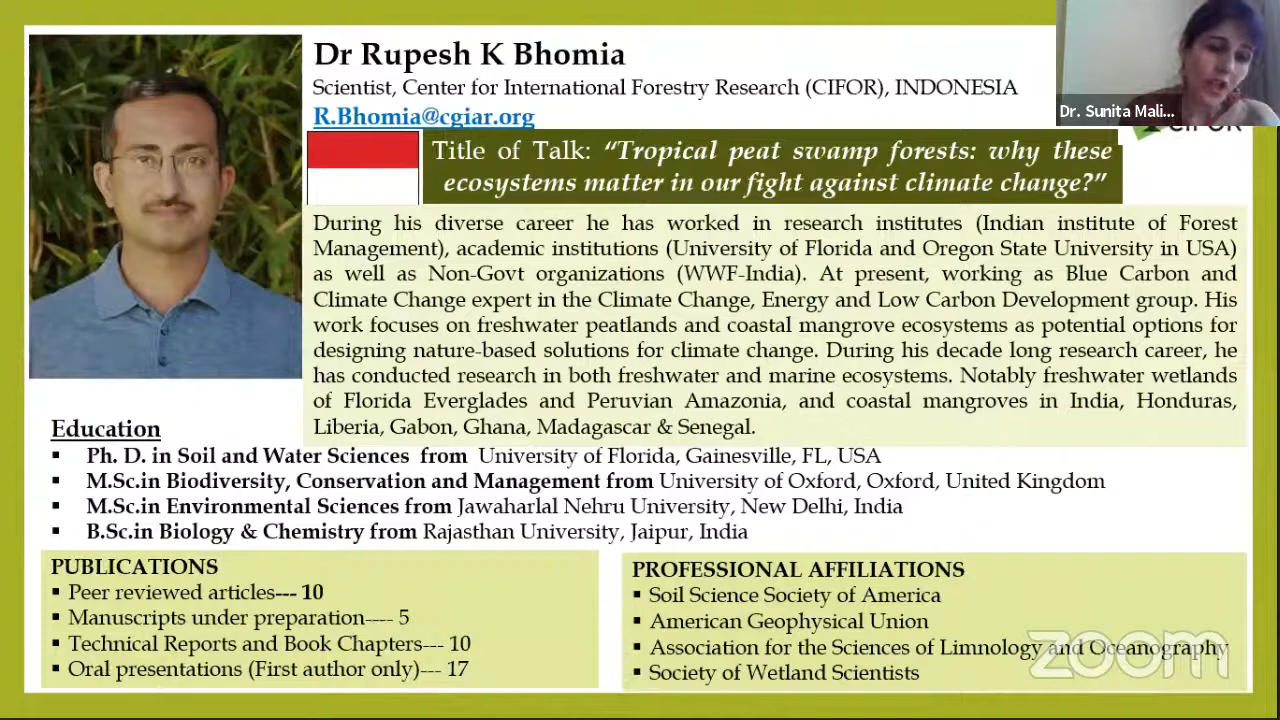 Dr Rupesh K Bhomia
Scientist, Center for International Forestry Research (CIFOR), INDONESIA
R.Bhomia@cgiar.org
Dr. Sunita Mali...
CIFOR
Title of Talk: “Tropical peat swamp forests: why these
ecosystems matter in our fight against climate change?”
During his diverse career he has worked in research institutes (Indian institute of Forest
Management), academic institutions (University of Florida and Oregon State University in USA)
as well as Non-Govt organizations (WWF-India). At present, working as Blue Carbon and
Climate Change expert in the Climate Change, Energy and Low Carbon Development group. His
work focuses on freshwater peatlands and coastal mangrove ecosystems as potential options for
designing nature-based solutions for climate change. During his decade long research career, he
has conducted research in both freshwater and marine ecosystems. Notably freshwater wetlands
of Florida Everglades and Peruvian Amazonia, and coastal mangroves in India, Honduras,
Liberia, Gabon, Ghana, Madagascar & Senegal.
Education
▪ Ph. D. in Soil and Water Sciences from University of Florida, Gainesville, FL, USA
▪ M.Sc.in Biodiversity, Conservation and Management from University of Oxford, Oxford, United Kingdom
▪ M.Sc.in Environmental Sciences from Jawaharlal Nehru University, New Delhi, India
▪ B.Sc.in Biology & Chemistry from Rajasthan University, Jaipur, India
PUBLICATIONS
▪ Peer reviewed articles--- 10
▪ Manuscripts under preparation---- 5
▪ Technical Reports and Book Chapters--- 10
▪ Oral presentations (First author only)--- 17
PROFESSIONAL AFFILIATIONS
▪ Soil Science Society of America
▪ American Geophysical Union
▪ Association for the Sciences of Limnology and Oceanography
▪ Society of Wetland Scientists
zoom